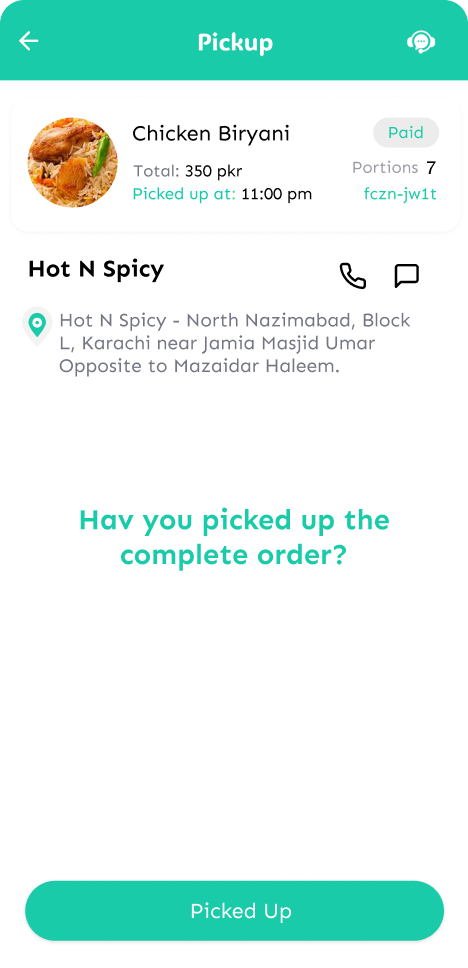 Pickup
Chicken Biryani
Paid
Total: 350 pkr
Portions 7
Picked up at: 11:00 pm
fczn-jw1t
Hot N Spicy
Hot N Spicy - North Nazimabad, Block
L, Karachi near Jamia Masjid Umar
Opposite to Mazaidar Haleem.
Hav you picked up the
complete order?
Picked Up